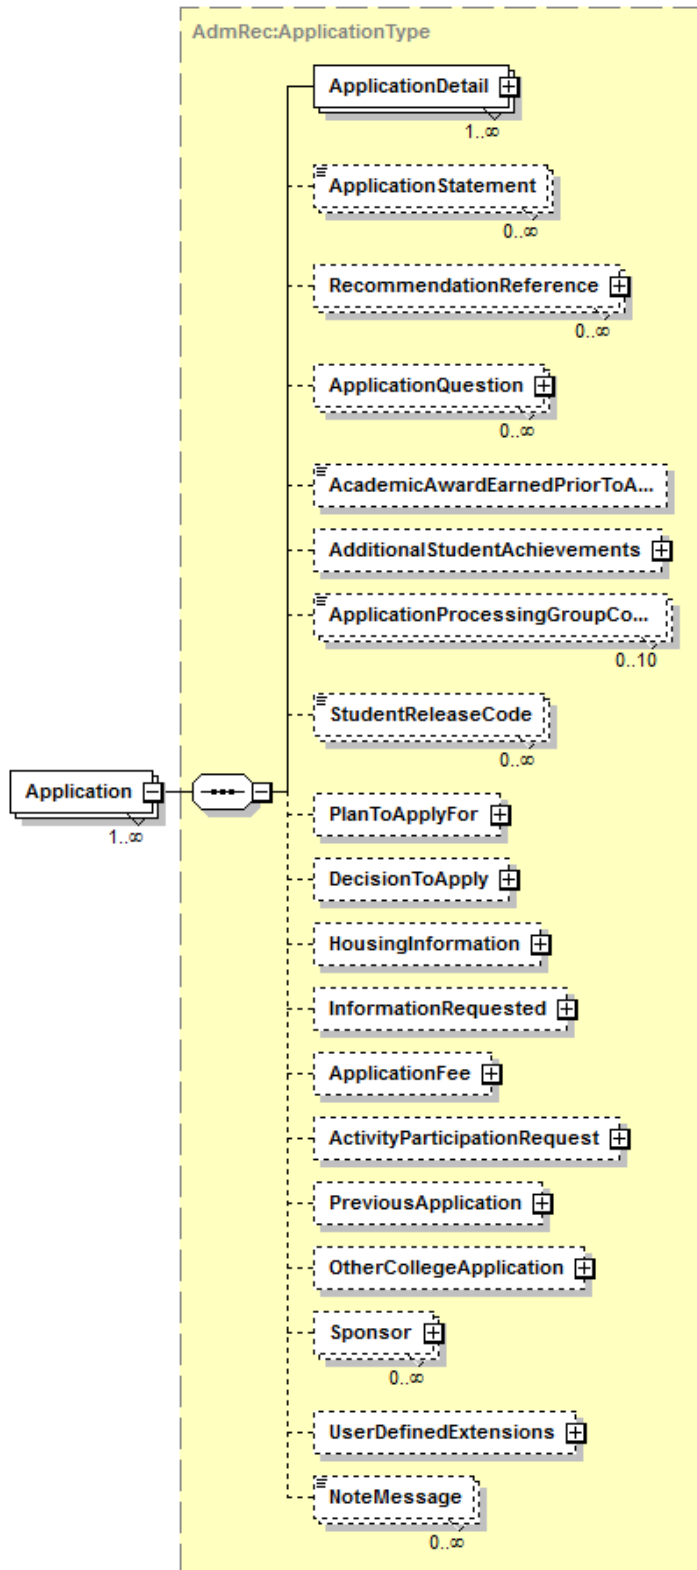 AdmRec:ApplicationType
ApplicationDetail
1..∞
ApplicationStatement
0..∞
RecommendationReference
0..∞
ApplicationQuestion
0..∞
AcademicAwardEarnedPriorToA...
AdditionalStudentAchievements
ApplicationProcessingGroupCo...
0..10
StudentReleaseCode
0..∞
Application
1..∞
PlanToApplyFor
DecisionToApply
HousingInformation
InformationRequested
ApplicationFee
ActivityParticipationRequest
PreviousApplication
OtherCollegeApplication
Sponsor
0..∞
UserDefinedExtensions
NoteMessage
0..∞